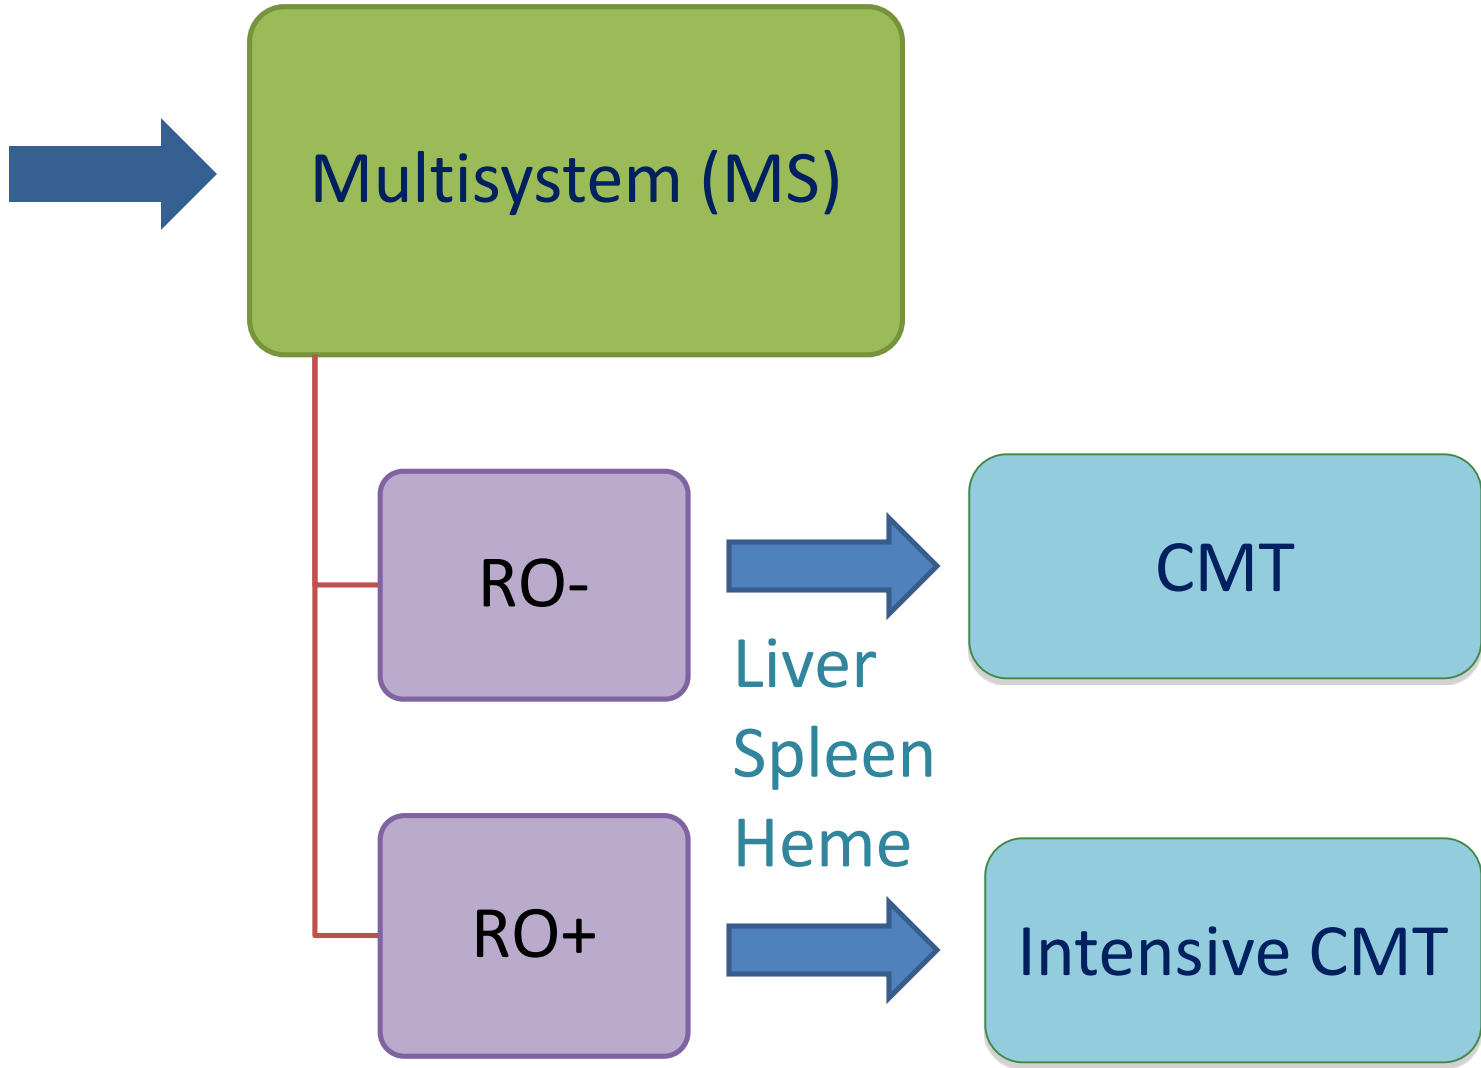 Multisystem (MS)
RO-
CMT
Liver
Spleen
Heme
RO+
Intensive CMT